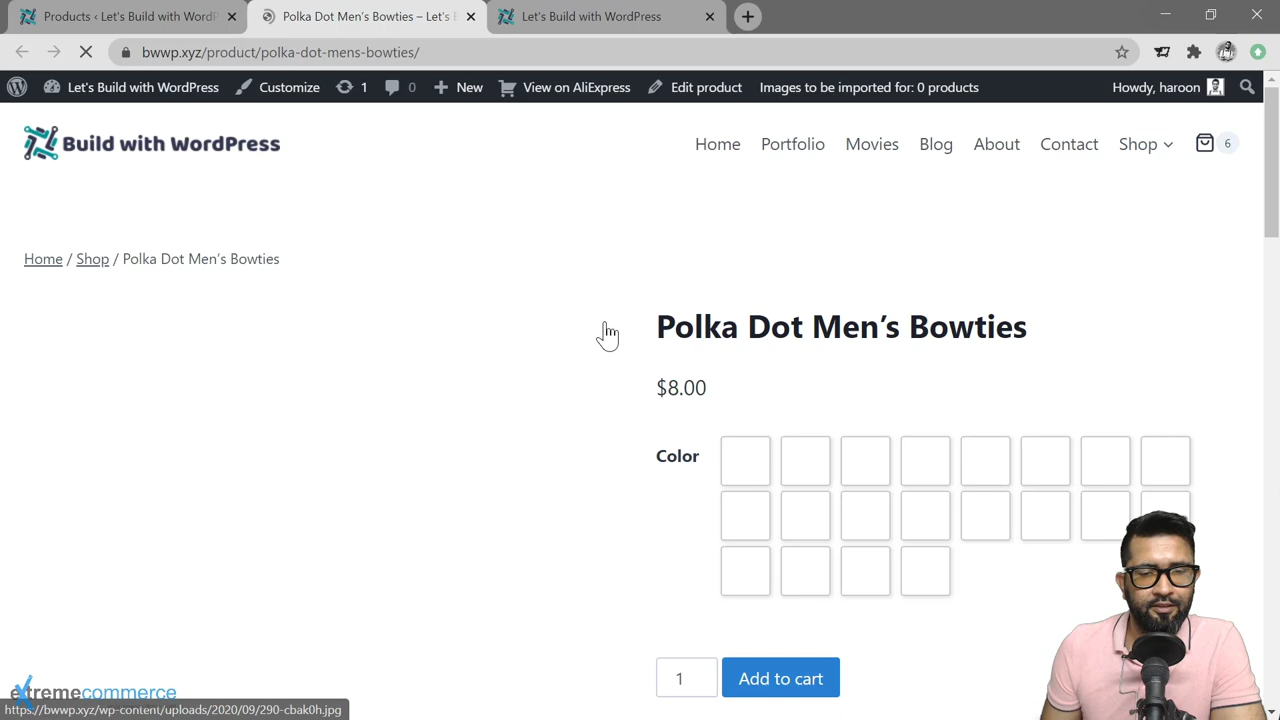 Products ‹ Let's Build with WordP
Polka Dot Men's Bowties – Let's B
Let's Build with WordPress
bwwp.xyz/product/polka-dot-mens-bowties/
Let's Build with WordPress
Customize
1
0
New
View on AliExpress
Edit product
Images to be imported for: 0 products
Howdy, haroon
Build with WordPress
Home
Portfolio
Movies
Blog
About
Contact
Shop
6
Home / Shop / Polka Dot Men’s Bowties
Polka Dot Men’s Bowties
$8.00
Color
1
Add to cart
extremecommerce
https://bwwp.xyz/wp-content/uploads/2020/09/290-cbak0h.jpg